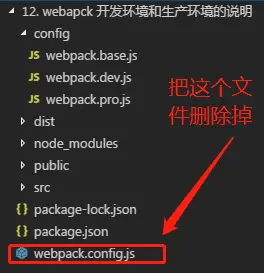 12. webapck 开发环境和生产环境的说明
config
JS webpack.base.js
JS webpack.dev.js
JS webpack.pro.js
dist
node_modules
public
src
{} package-lock.json
{} package.json
webpack.config.js
把这个文
件删除掉